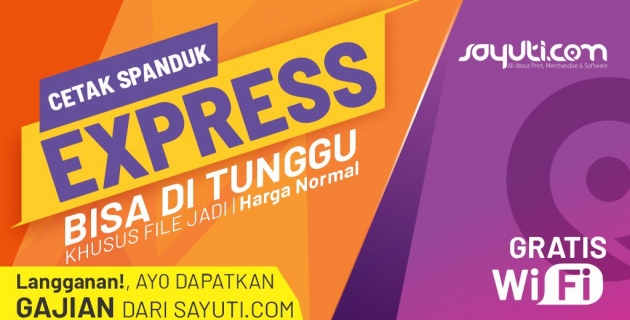 CETAK SPANDUK
EXPRESS
BISA DI TUNGGU
KHUSUS FILE JADI | Harga Normal
Langganan!, AYO DAPATKAN
GAJIAN DARI SAYUTI.COM
sayuti.com
All About Print, Merchandise & Software
GRATIS
WiFi